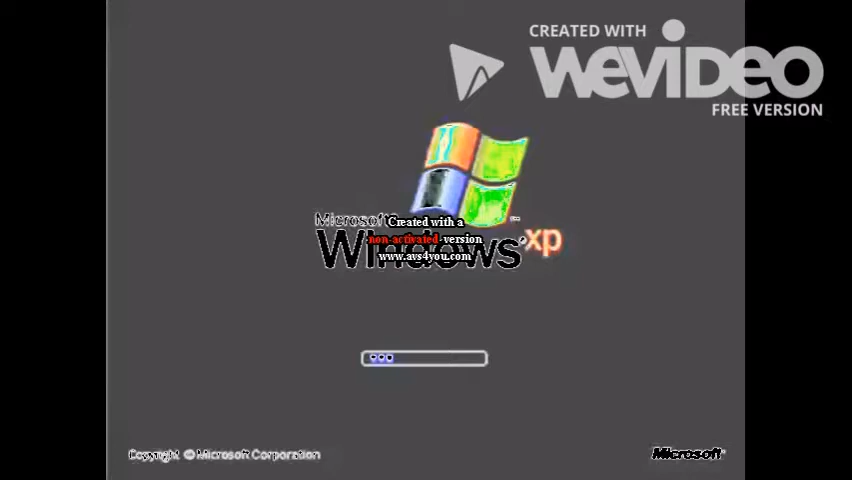 CREATED WITH
WEVIDEO
FREE VERSION
Microsoft®
Created with a
non-activated version
Windows xp
www.avs4you.com
Copyright © Microsoft Corporation
Microsoft